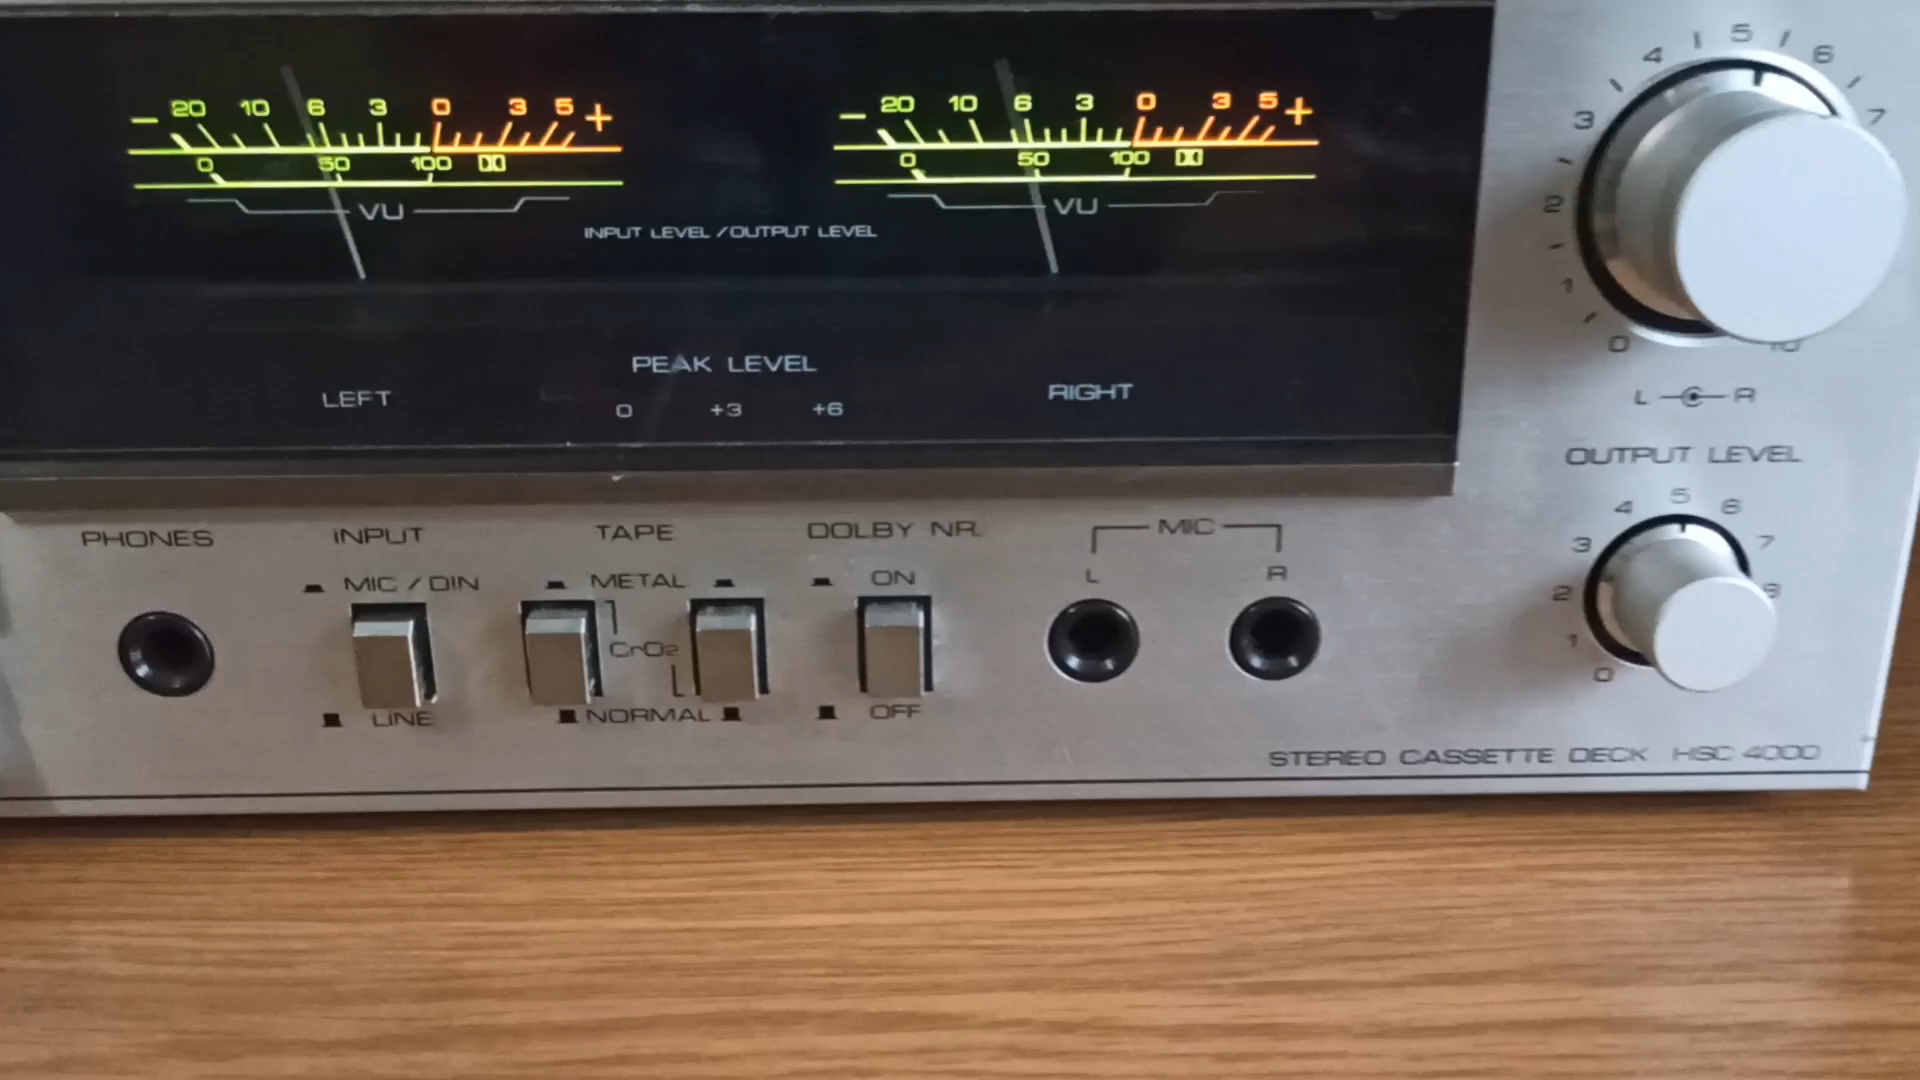 − 20 10 6 3 0 3 5 +
0 50 100
VU
− 20 10 6 3 0 3 5 +
0 50 100
VU
INPUT LEVEL / OUTPUT LEVEL
PEAK LEVEL
LEFT
0 +3 +6
RIGHT
0 1 2 3 4 5 6 7 10
L R
OUTPUT LEVEL
0 1 2 3 4 5 6 7 8
PHONES
INPUT
MIC / DIN
LINE
TAPE
METAL
CrO2
NORMAL
DOLBY NR.
ON
OFF
MIC
L R
STEREO CASSETTE DECK HSC 4000